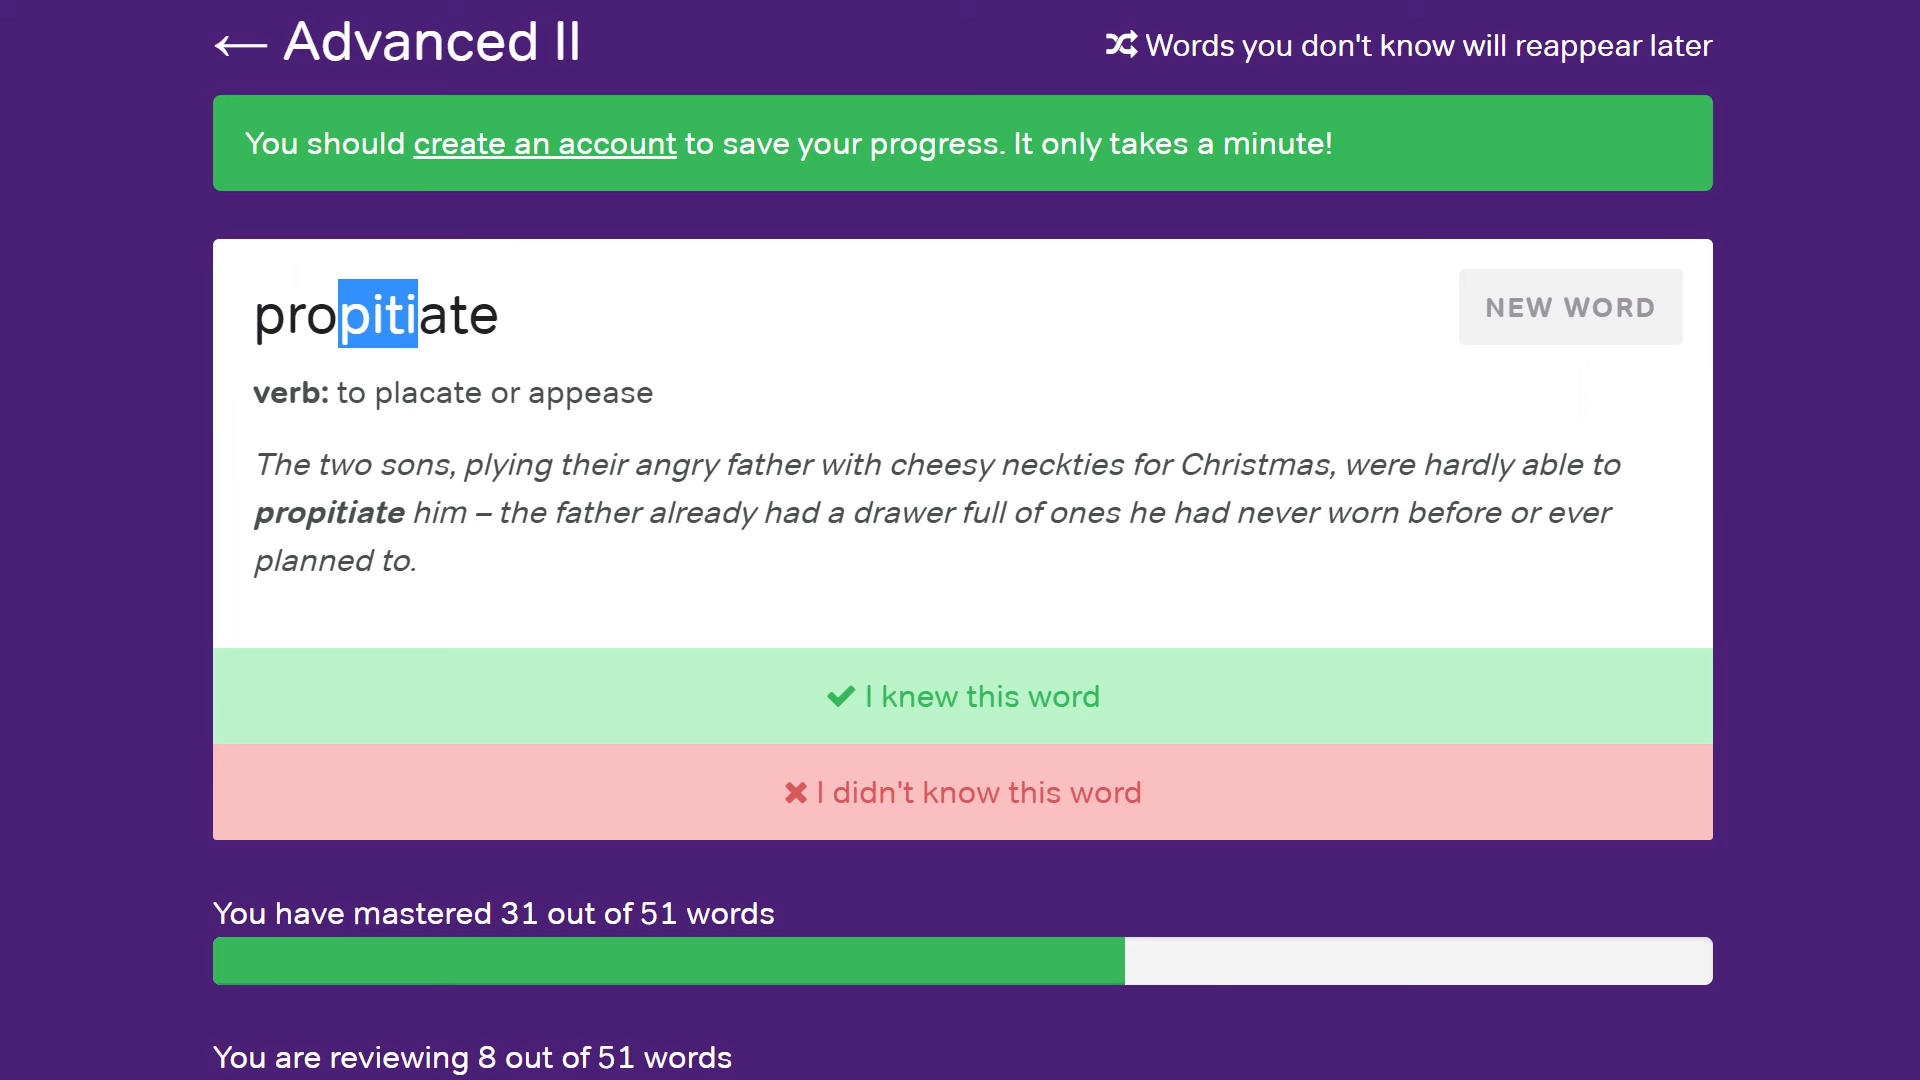 ← Advanced II
Words you don't know will reappear later
You should create an account to save your progress. It only takes a minute!
propitiate
NEW WORD
verb: to placate or appease
The two sons, plying their angry father with cheesy neckties for Christmas, were hardly able to
propitiate him – the father already had a drawer full of ones he had never worn before or ever
planned to.
✔ I knew this word
✖ I didn't know this word
You have mastered 31 out of 51 words
You are reviewing 8 out of 51 words